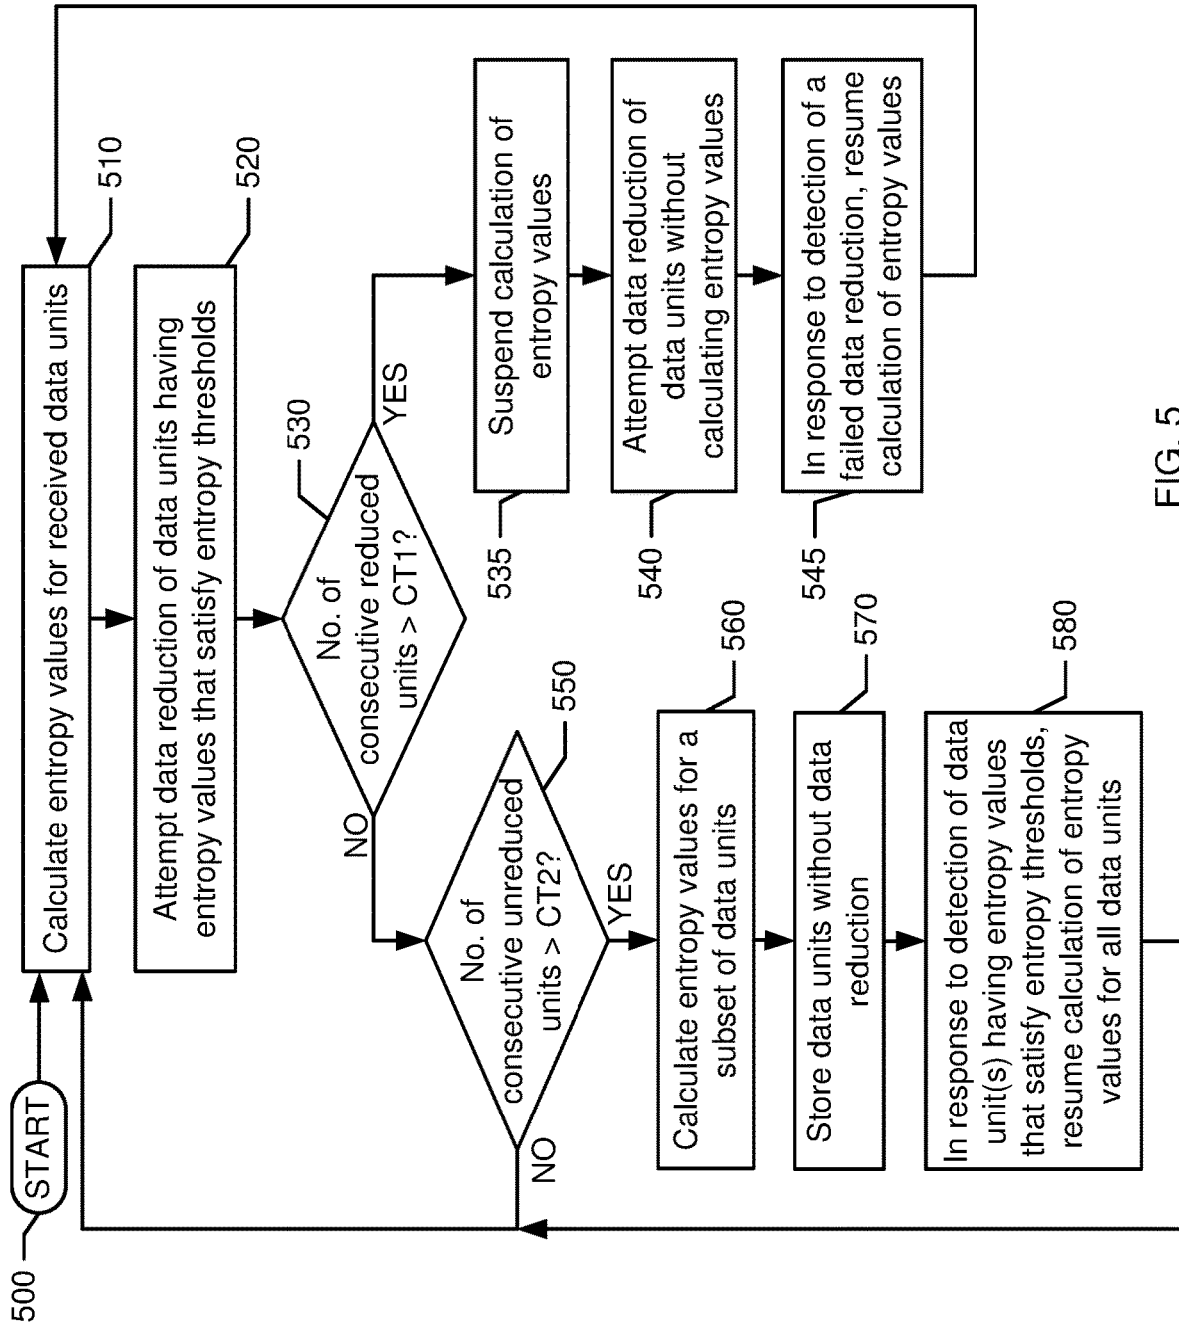 500
START
Calculate entropy values for received data units
510
Attempt data reduction of data units having
entropy values that satisfy entropy thresholds
520
No. of
consecutive reduced
units > CT1?
530
YES
NO
Suspend calculation of
entropy values
535
Attempt data reduction of
data units without
calculating entropy values
540
In response to detection of a
failed data reduction, resume
calculation of entropy values
545
No. of
consecutive unreduced
units > CT2?
550
NO
YES
Calculate entropy values for a
subset of data units
560
Store data units without data
reduction
570
In response to detection of data
unit(s) having entropy values
that satisfy entropy thresholds,
resume calculation of entropy
values for all data units
580
FIG. 5